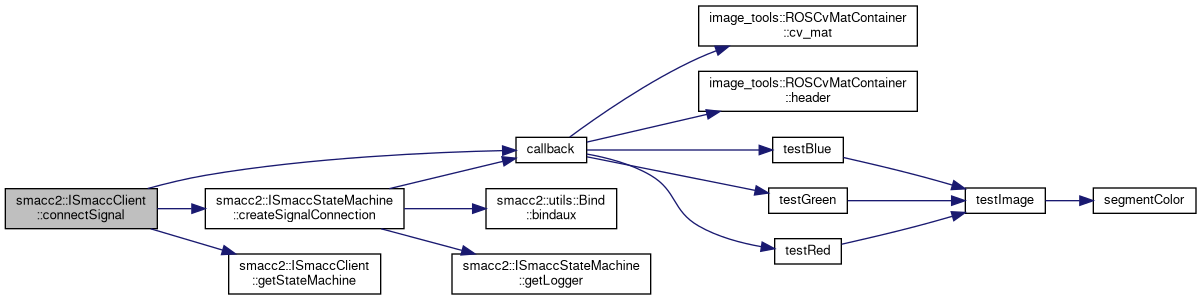 smacc2::ISmaccClient
::connectSignal
smacc2::ISmaccStateMachine
::createSignalConnection
smacc2::ISmaccClient
::getStateMachine
callback
smacc2::utils::Bind
::bindaux
smacc2::ISmaccStateMachine
::getLogger
image_tools::ROSCvMatContainer
::cv_mat
image_tools::ROSCvMatContainer
::header
testBlue
testGreen
testRed
testImage
segmentColor